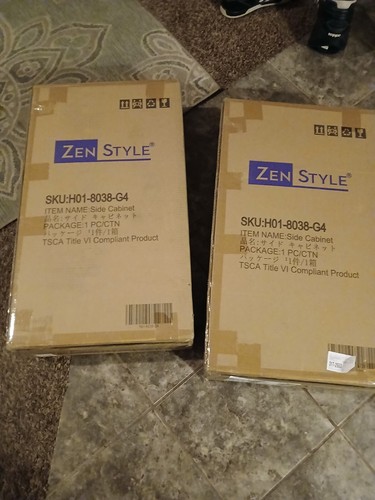 ZEN STYLE®
SKU:H01-8038-G4
ITEM NAME:Side Cabinet
品名:サイド キャビネット
PACKAGE:1 PC/CTN
パッケージ :1件/1箱
TSCA Title VI Compliant Product
ZEN STYLE®
SKU:H01-8038-G4
ITEM NAME:Side Cabinet
品名:サイド キャビネット
PACKAGE:1 PC/CTN
パッケージ :1件/1箱
TSCA Title VI Compliant Product